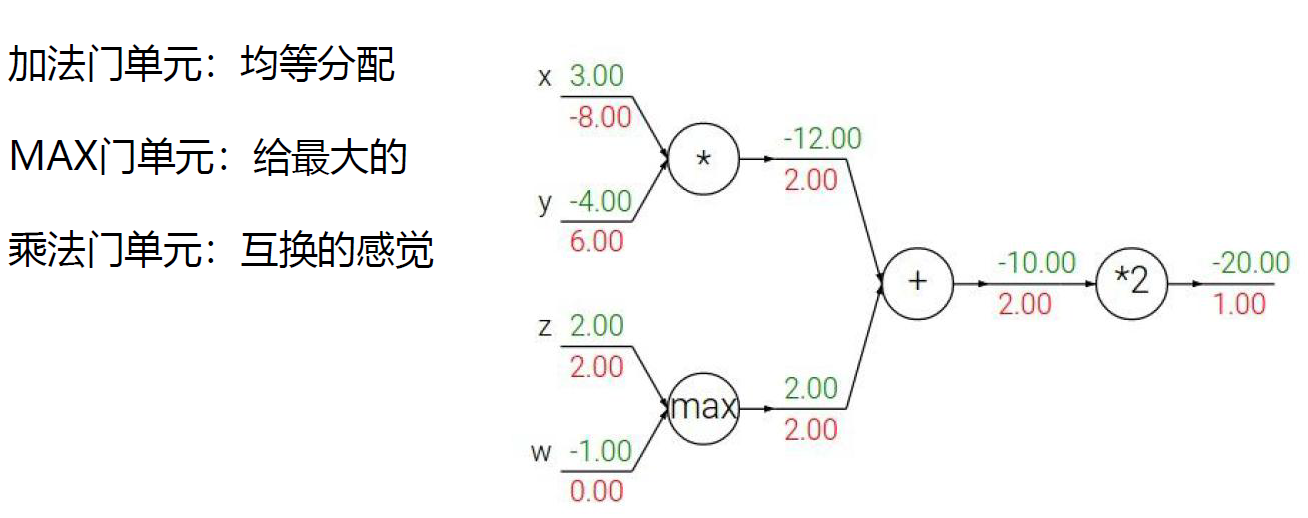 加法门单元：均等分配
MAX门单元：给最大的
乘法门单元：互换的感觉
x 3.00
-8.00
*
-12.00
2.00
y -4.00
6.00
+
-10.00
2.00
*2
-20.00
1.00
z 2.00
2.00
max
2.00
2.00
w -1.00
0.00